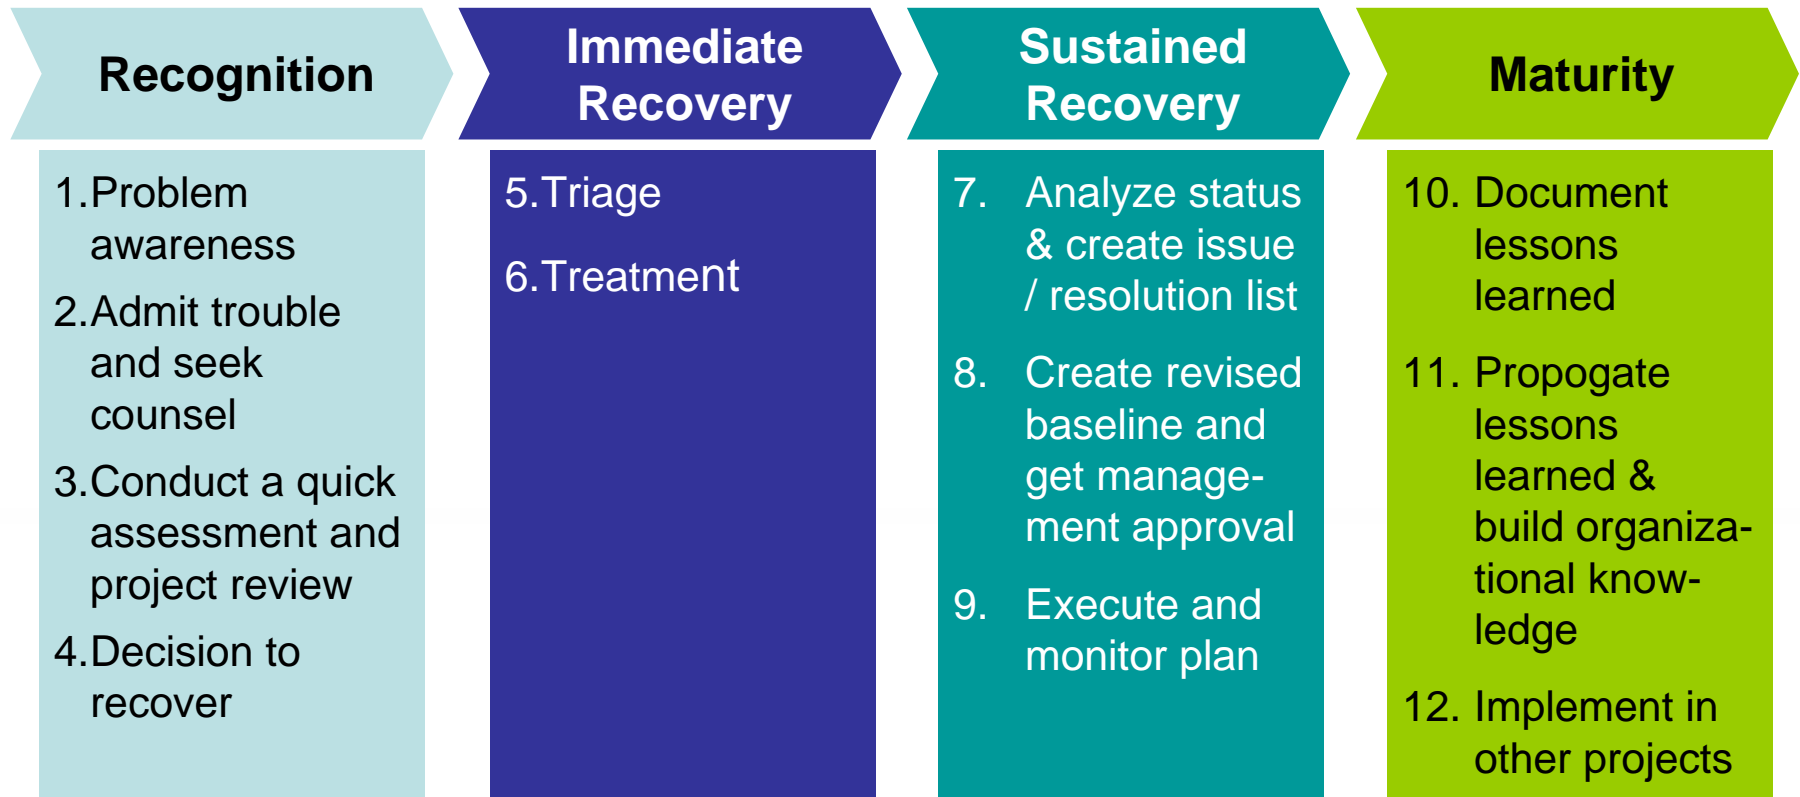 Recognition
1.Problem
awareness
2.Admit trouble
and seek
counsel
3.Conduct a quick
assessment and
project review
4.Decision to
recover
Immediate
Recovery
5.Triage
6.Treatment
Sustained
Recovery
7. Analyze status
& create issue
/ resolution list
8. Create revised
baseline and
get manage-
ment approval
9. Execute and
monitor plan
Maturity
10. Document
lessons
learned
11. Propogate
lessons
learned &
build organiza-
tional know-
ledge
12. Implement in
other projects